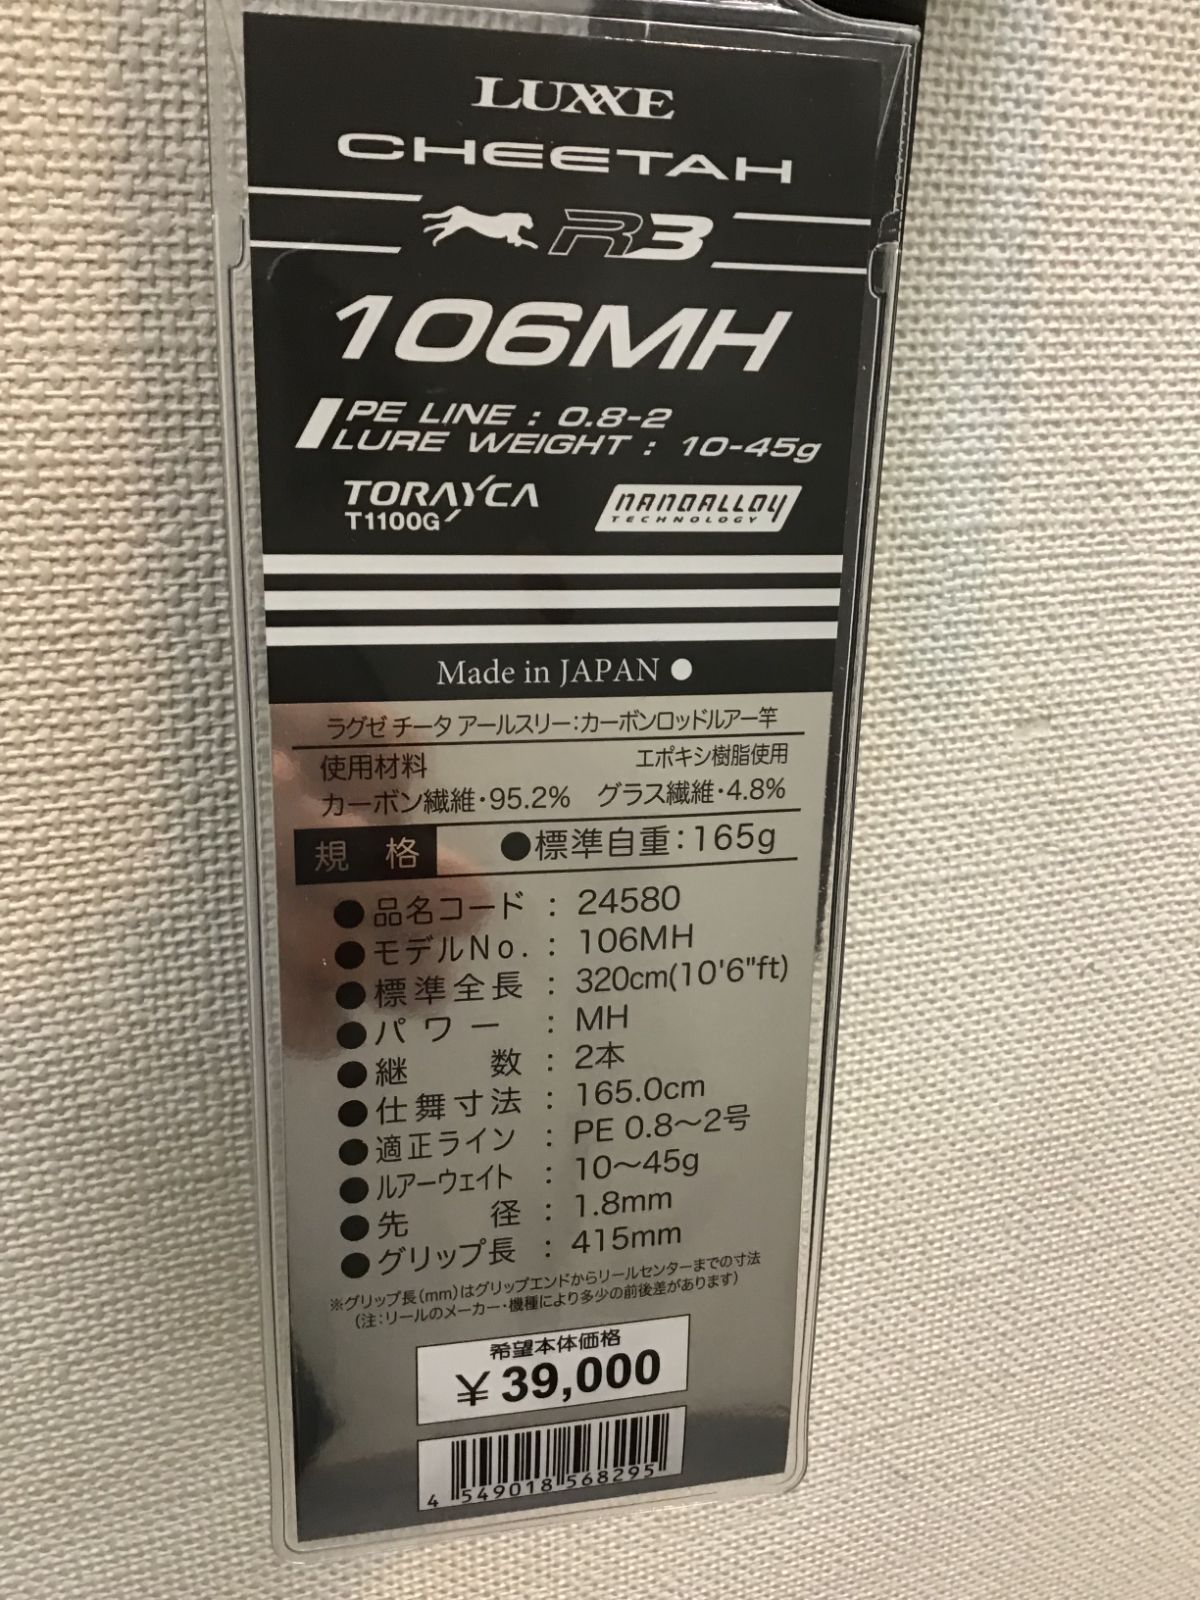 LUXXE
CHEETAH
R3
106MH
PE LINE : 0.8-2
LURE WEIGHT : 10-45g
TORAYCA NANOALLOY
T1100G TECHNOLOGY
Made in JAPAN ●
ラグゼ チータ アールスリー:カーボンロッドルアー竿
使用材料 エポキシ樹脂使用
カーボン繊維・95.2% グラス繊維・4.8%
規格 ●標準自重:165g
●品名コード : 24580
●モデルNo. : 106MH
●標準全長 : 320cm(10'6"ft)
●パワー : MH
●継数 : 2本
●仕舞寸法 : 165.0cm
●適正ライン : PE 0.8〜2号
●ルアーウェイト : 10〜45g
●先径 : 1.8mm
●グリップ長 : 415mm
※グリップ長(mm)はグリップエンドからリールセンターまでの寸法
(注:リールのメーカー・機種により多少の前後差があります)
希望本体価格
¥39,000
4 549018 568295